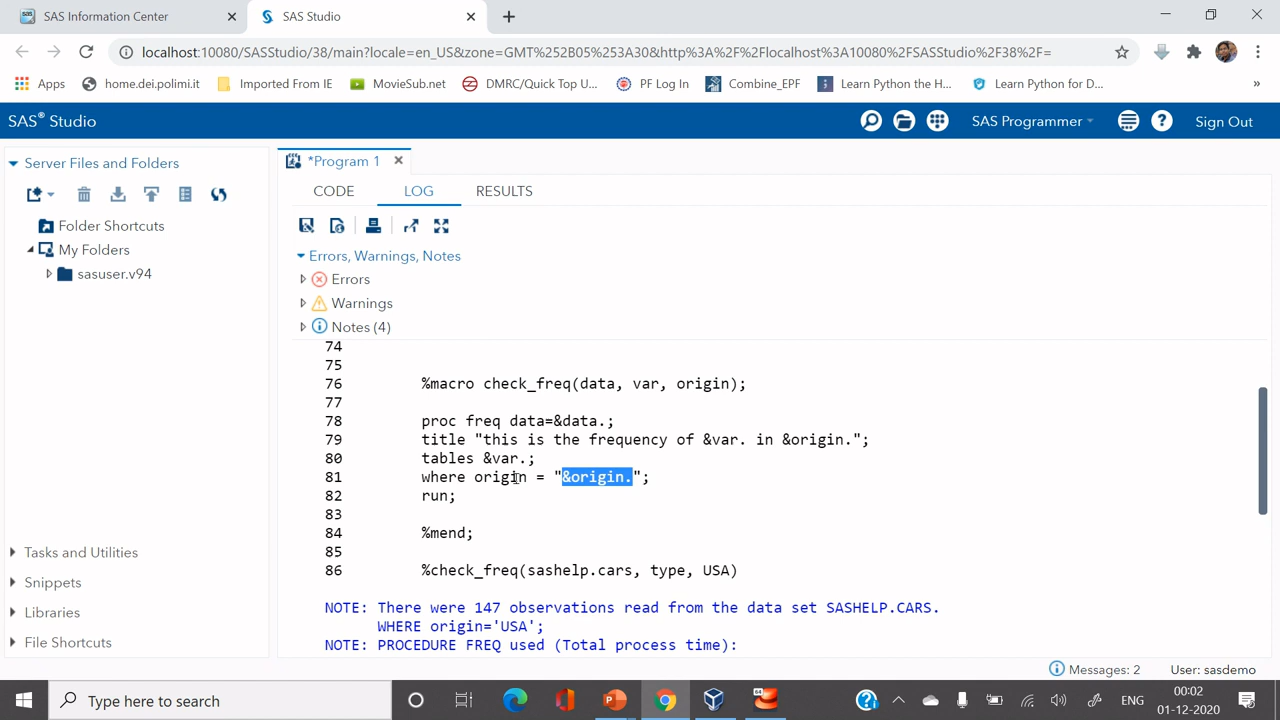 SAS Information Center
SAS Studio
localhost:10080/SASStudio/38/main?locale=en_US&zone=GMT%252B05%253A30&http%3A%2F%2Flocalhost%3A10080%2FSASStudio%2F38%2F=
Apps
home.dei.polimi.it
Imported From IE
MovieSub.net
DMRC/Quick Top U...
PF Log In
Combine_EPF
Learn Python the H...
Learn Python for D...
»
SAS® Studio
SAS Programmer
Sign Out
Server Files and Folders
Folder Shortcuts
My Folders
sasuser.v94
Tasks and Utilities
Snippets
Libraries
File Shortcuts
*Program 1
CODE
LOG
RESULTS
Errors, Warnings, Notes
Errors
Warnings
Notes (4)
74
75
76 %macro check_freq(data, var, origin);
77
78 proc freq data=&data.;
79 title "this is the frequency of &var. in &origin.";
80 tables &var.;
81 where origin = "&origin.";
82 run;
83
84 %mend;
85
86 %check_freq(sashelp.cars, type, USA)
NOTE: There were 147 observations read from the data set SASHELP.CARS.
WHERE origin='USA';
NOTE: PROCEDURE FREQ used (Total process time):
Messages: 2
User: sasdemo
Type here to search
ENG
00:02
01-12-2020